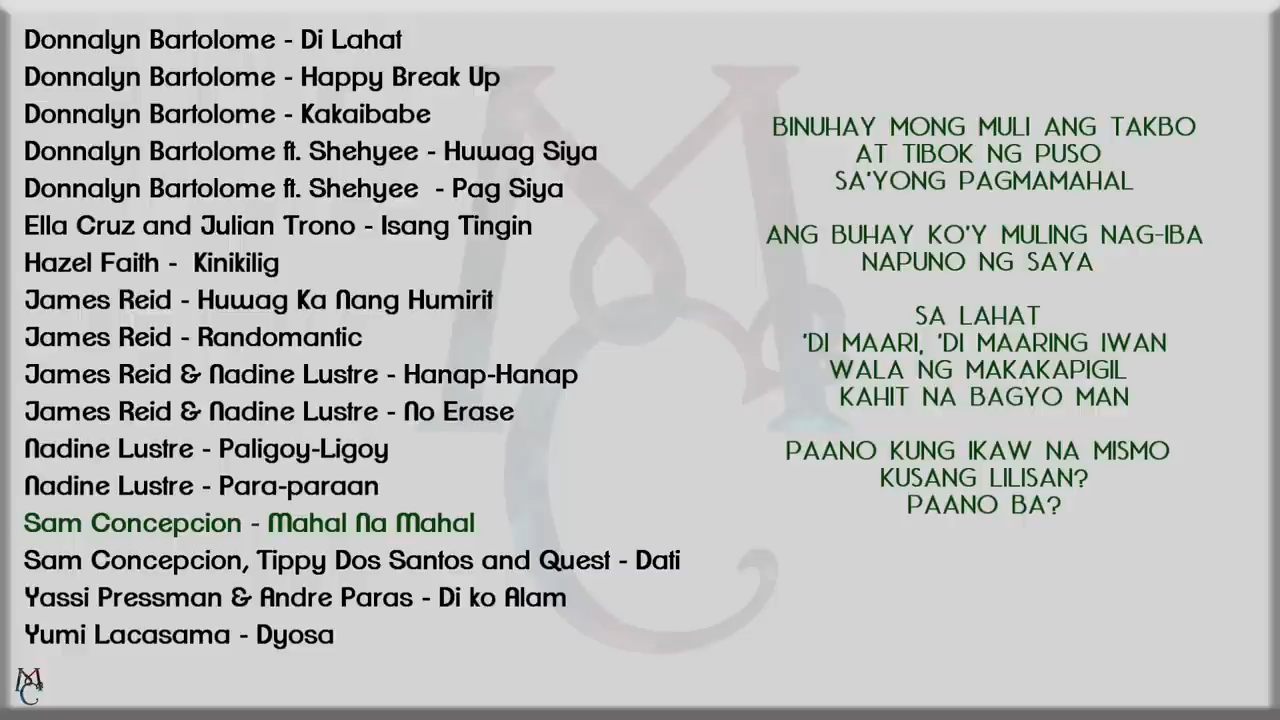 Donnalyn Bartolome - Di Lahat
Donnalyn Bartolome - Happy Break Up
Donnalyn Bartolome - Kakaibabe
Donnalyn Bartolome ft. Shehyee - Huwag Siya
Donnalyn Bartolome ft. Shehyee  - Pag Siya
Ella Cruz and Julian Trono - Isang Tingin
Hazel Faith -  Kinikilig
James Reid - Huwag Ka Nang Humirit
James Reid - Randomantic
James Reid & Nadine Lustre - Hanap-Hanap
James Reid & Nadine Lustre - No Erase
Nadine Lustre - Paligoy-Ligoy
Nadine Lustre - Para-paraan
Sam Concepcion - Mahal Na Mahal
Sam Concepcion, Tippy Dos Santos and Quest - Dati
Yassi Pressman & Andre Paras - Di ko Alam
Yumi Lacasama - Dyosa
BINUHAY MONG MULI ANG TAKBO
AT TIBOK NG PUSO
SA'YONG PAGMAMAHAL
ANG BUHAY KO'Y MULING NAG-IBA
NAPUNO NG SAYA
SA LAHAT
'DI MAARI, 'DI MAARING IWAN
WALA NG MAKAKAPIGIL
KAHIT NA BAGYO MAN
PAANO KUNG IKAW NA MISMO
KUSANG LILISAN?
PAANO BA?
MC